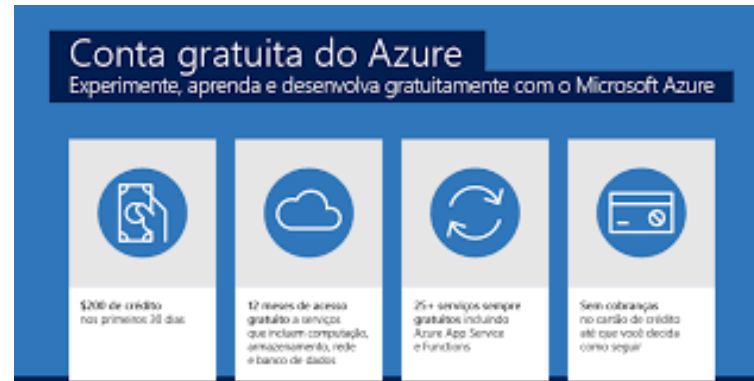 Conta gratuita do Azure
Experimente, aprenda e desenvolva gratuitamente com o Microsoft Azure
$200 de crédito
nos primeiros 30 dias
12 meses de acesso
gratuito a serviços
que incluem computação,
armazenamento, rede
e banco de dados
25+ serviços sempre
gratuitos incluindo
Azure App Service
e Functions
Sem cobranças
no cartão de crédito
até que você decida
como seguir